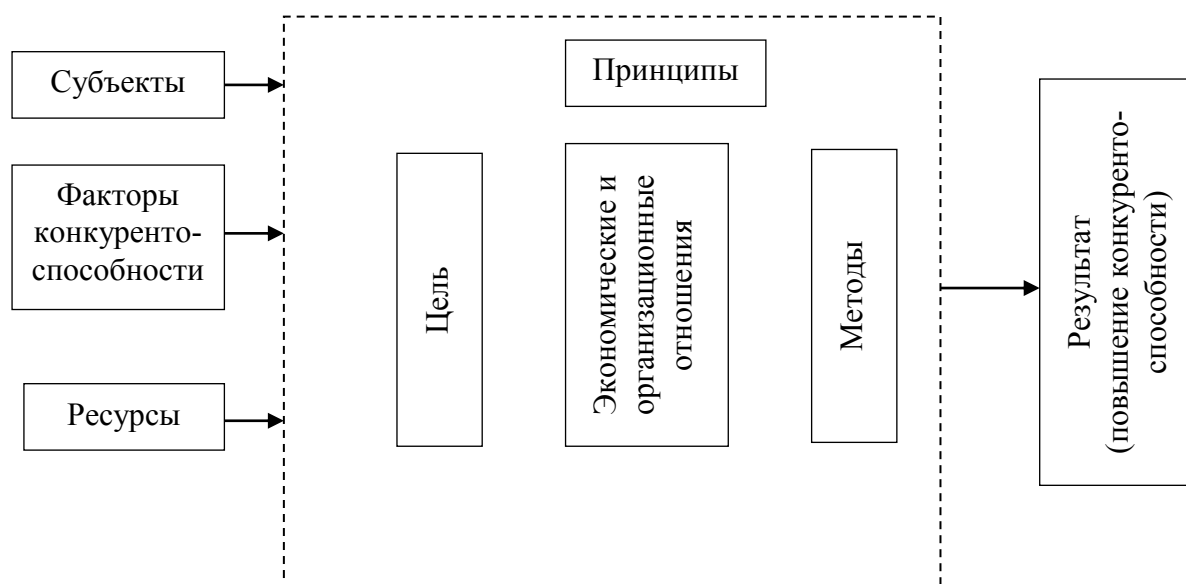 Субъекты
Факторы
конкуренто-
способности
Ресурсы
Принципы
Цель
Экономические и
организационные
отношения
Методы
Результат
(повышение конкуренто-
способности)